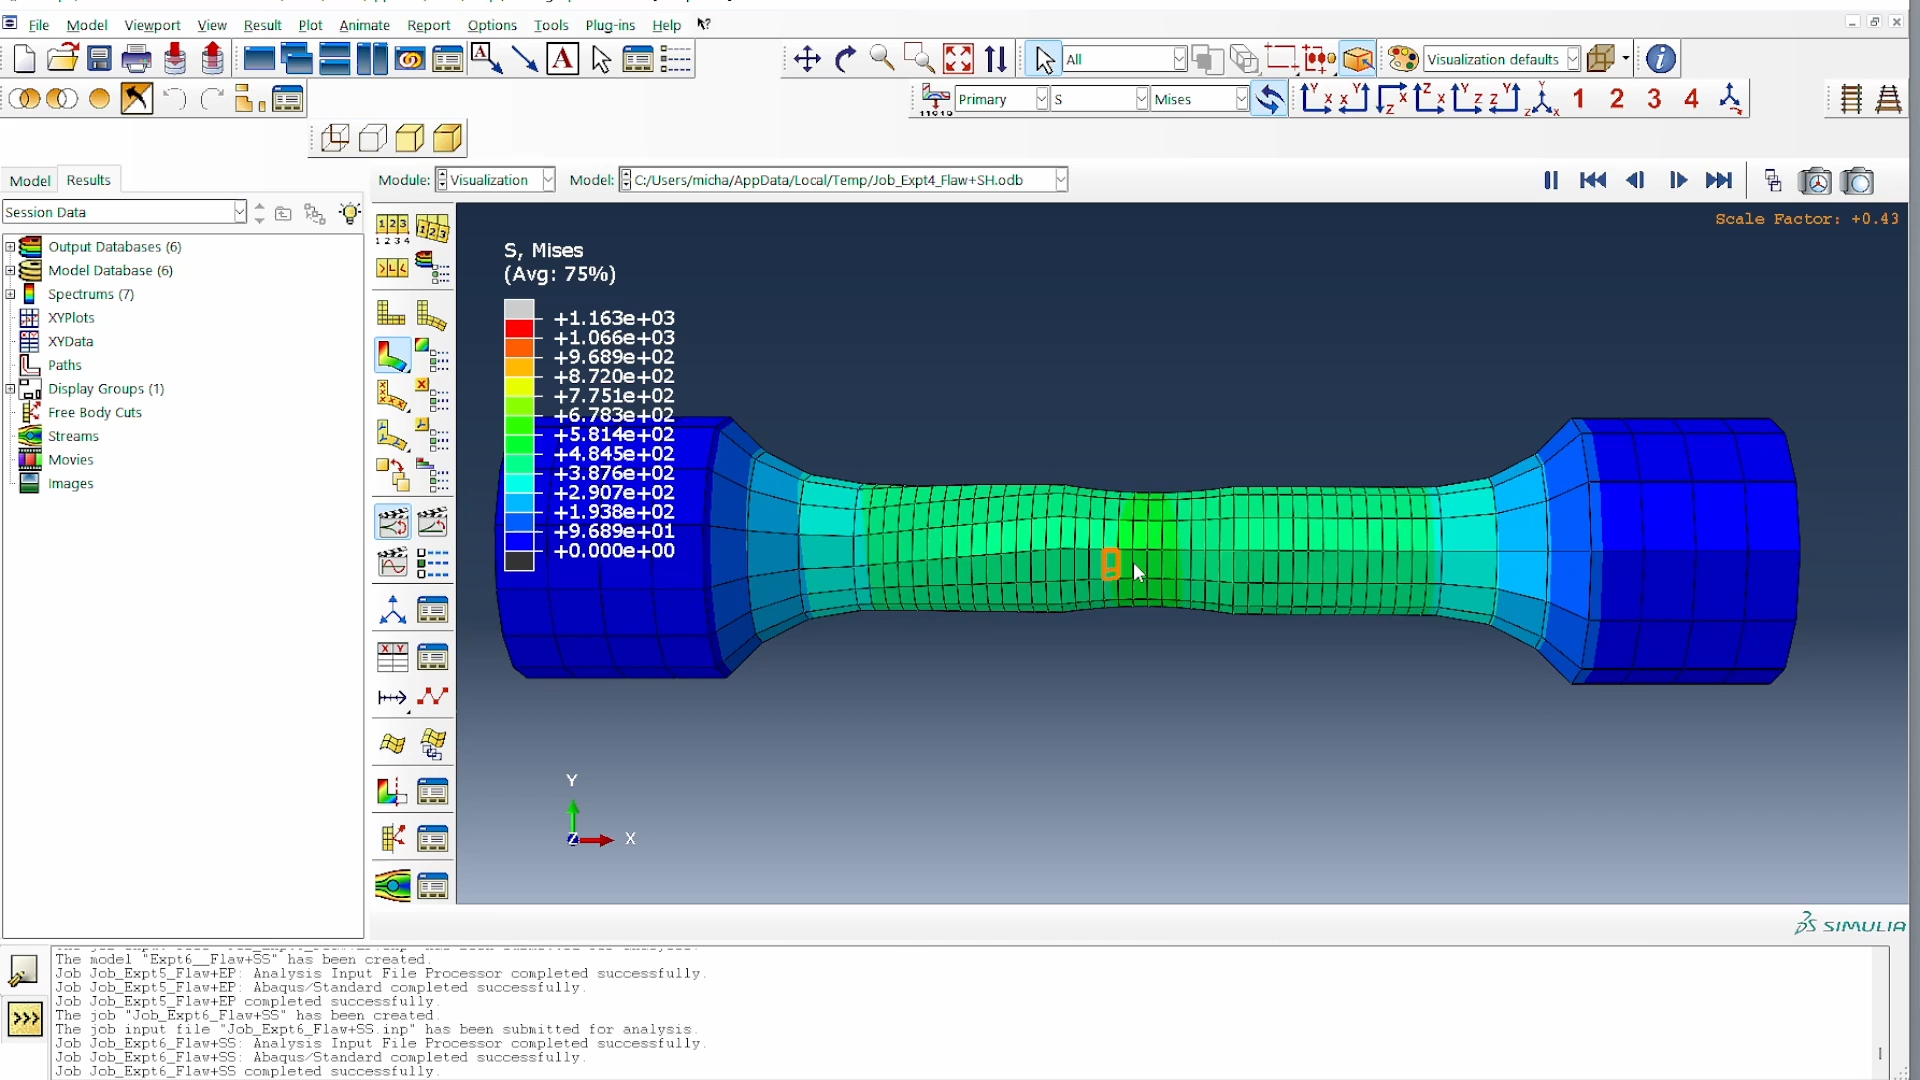 File Model Viewport View Result Plot Animate Report Options Tools Plug-ins Help
All
Visualization defaults
Primary S Mises
1 2 3 4
Model Results
Module: Visualization Model: C:/Users/micha/AppData/Local/Temp/Job_Expt4_Flaw+SH.odb
Session Data
Output Databases (6)
Model Database (6)
Spectrums (7)
XYPlots
XYData
Paths
Display Groups (1)
Free Body Cuts
Streams
Movies
Images
Scale Factor: +0.43
S, Mises
(Avg: 75%)
+1.163e+03
+1.066e+03
+9.689e+02
+8.720e+02
+7.751e+02
+6.783e+02
+5.814e+02
+4.845e+02
+3.876e+02
+2.907e+02
+1.938e+02
+9.689e+01
+0.000e+00
Y
Z X
SIMULIA
The model "Expt6__Flaw+SS" has been created.
Job Job_Expt5_Flaw+EP: Analysis Input File Processor completed successfully.
Job Job_Expt5_Flaw+EP: Abaqus/Standard completed successfully.
Job Job_Expt5_Flaw+EP completed successfully.
The job "Job_Expt6_Flaw+SS" has been created.
The job input file "Job_Expt6_Flaw+SS.inp" has been submitted for analysis.
Job Job_Expt6_Flaw+SS: Analysis Input File Processor completed successfully.
Job Job_Expt6_Flaw+SS: Abaqus/Standard completed successfully.
Job Job_Expt6_Flaw+SS completed successfully.